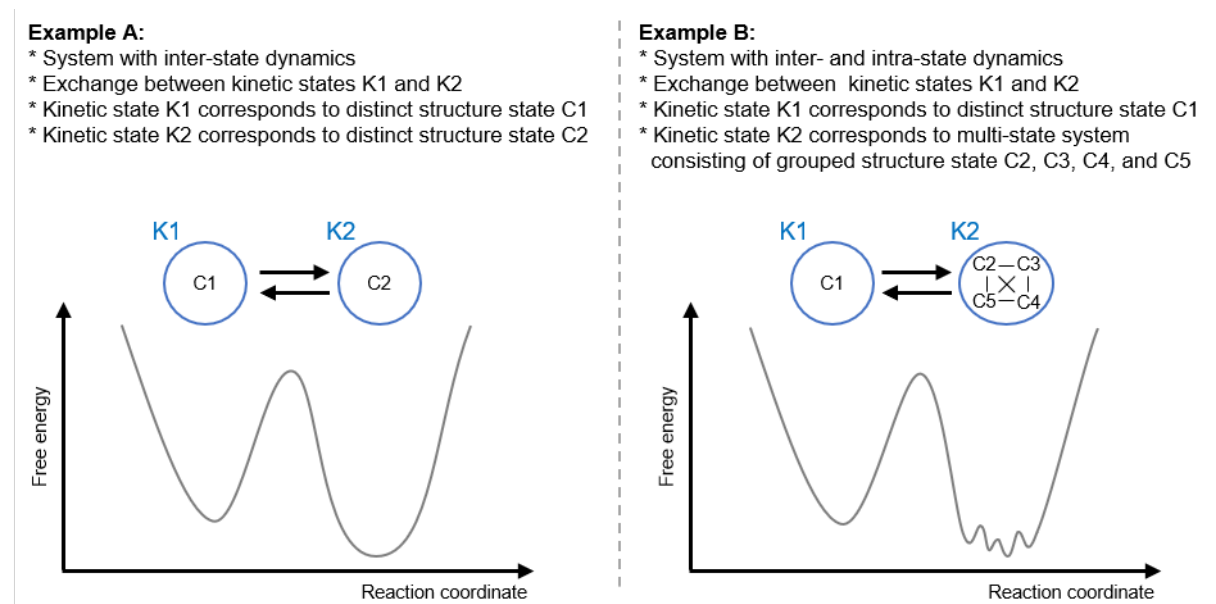 Example A:
* System with inter-state dynamics
* Exchange between kinetic states K1 and K2
* Kinetic state K1 corresponds to distinct structure state C1
* Kinetic state K2 corresponds to distinct structure state C2
K1
K2
C1
C2
Free energy
Reaction coordinate
Example B:
* System with inter- and intra-state dynamics
* Exchange between kinetic states K1 and K2
* Kinetic state K1 corresponds to distinct structure state C1
* Kinetic state K2 corresponds to multi-state system
consisting of grouped structure state C2, C3, C4, and C5
K1
K2
C1
C2 C3
C5 C4
Free energy
Reaction coordinate